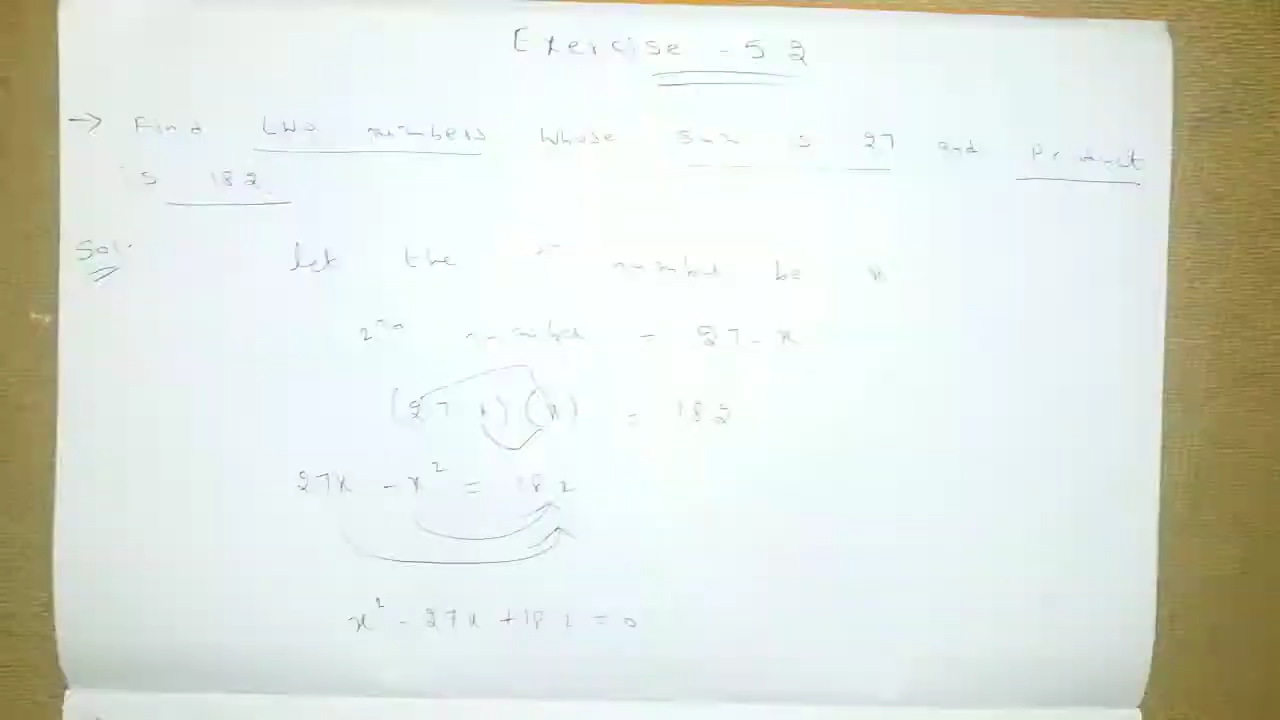 Exercise - 5 2
→ Find two numbers whose sum is 27 and Product
is 182
Sol:
let the 1st number be x
2nd number = 27 - x
(27 - x) (x) = 182
27x - x² = 182
x² - 27x + 182 = 0